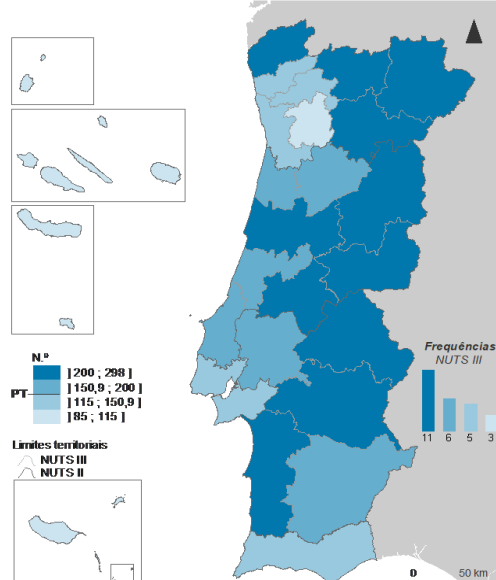 N.º
] 200 ; 298 ]
] 150,9 ; 200 ]
PT
] 115 ; 150,9 ]
] 85 ; 115 ]
Limites territoriais
NUTS III
NUTS II
Frequências
NUTS III
11 6 5 3
0 50 km